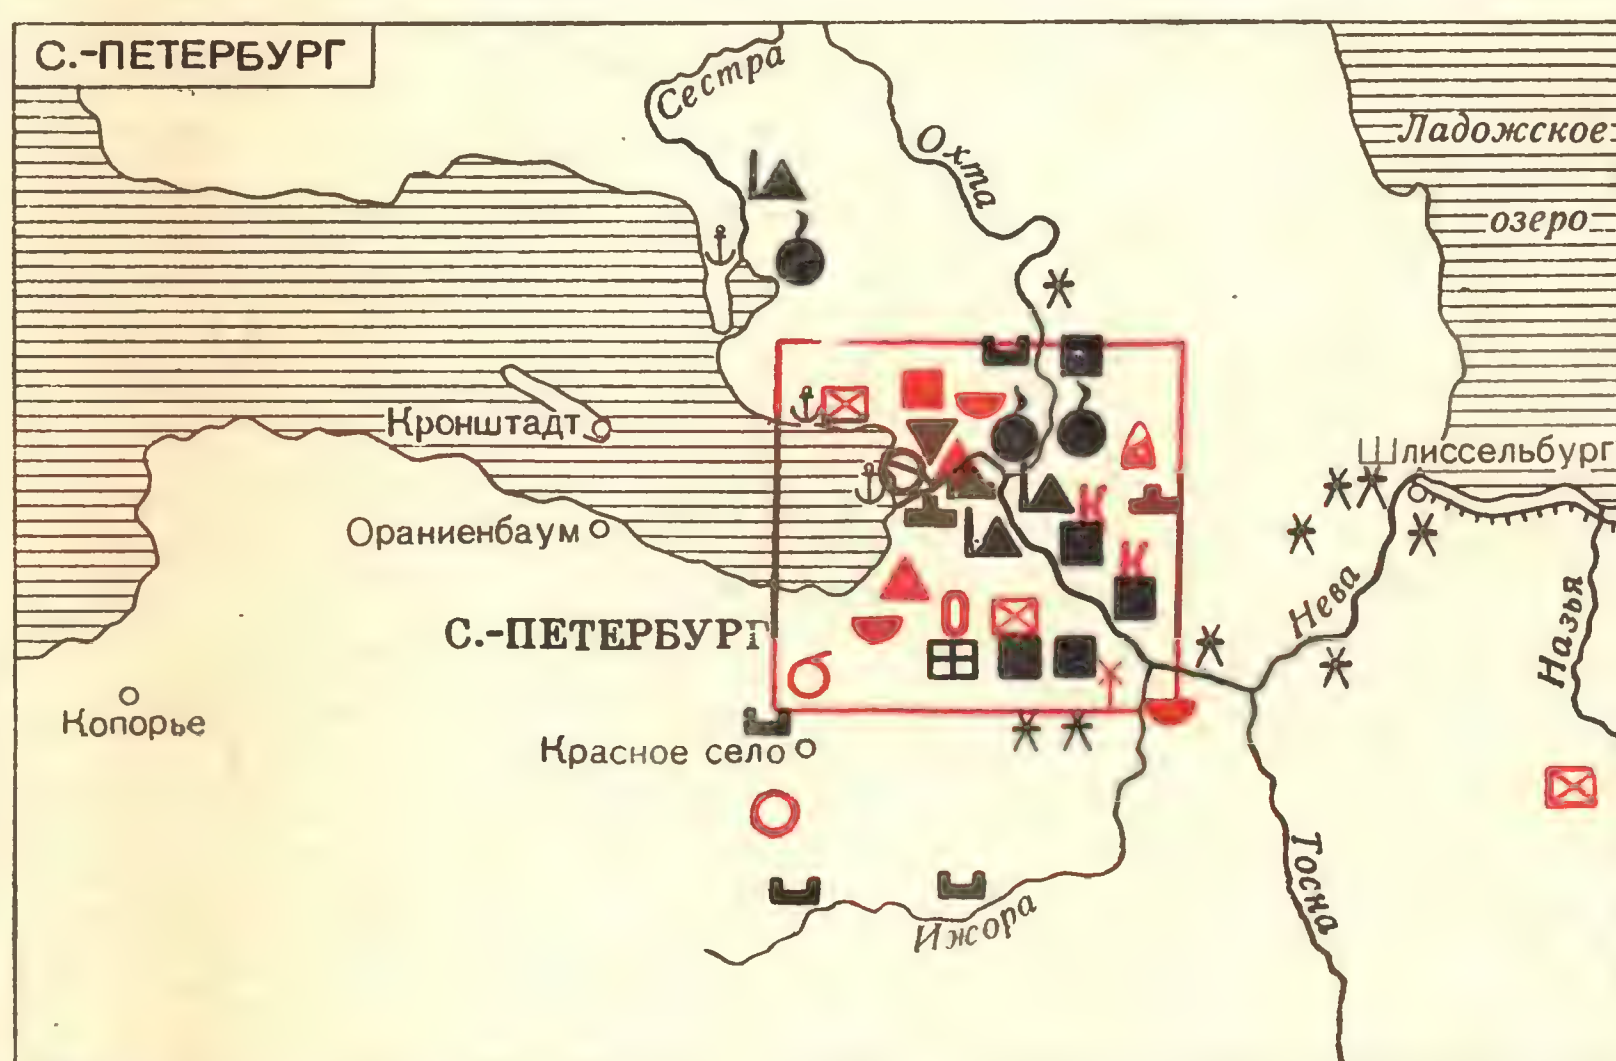 С.-ПЕТЕРБУРГ
Сестра
Охта
Ладожское
озеро
Кронштадт
Шлиссельбург
Ораниенбаум
К
К
Нева
Назья
С.-ПЕТЕРБУРГ
Копорье
Красное село
Тосна
Ижора